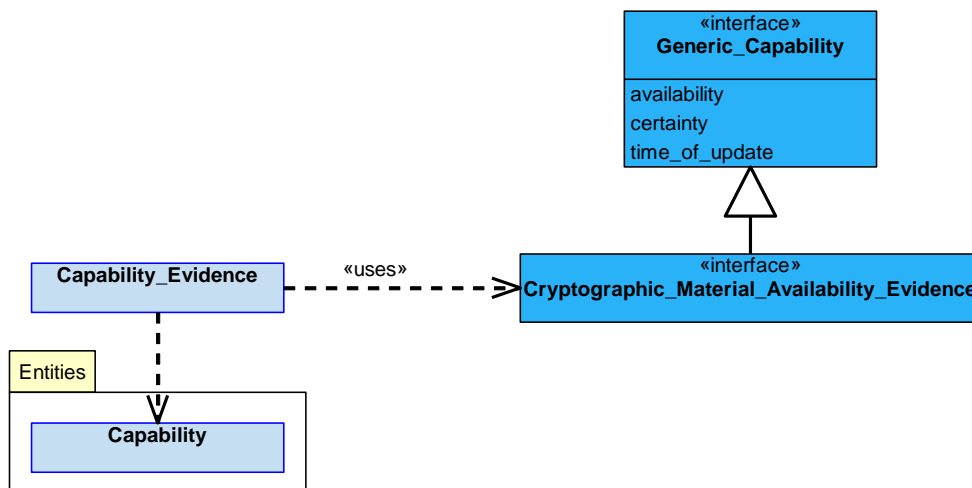 «interface»
Generic_Capability
availability
certainty
time_of_update
Capability_Evidence
«uses»
«interface»
Cryptographic_Material_Availability_Evidence
Entities
Capability